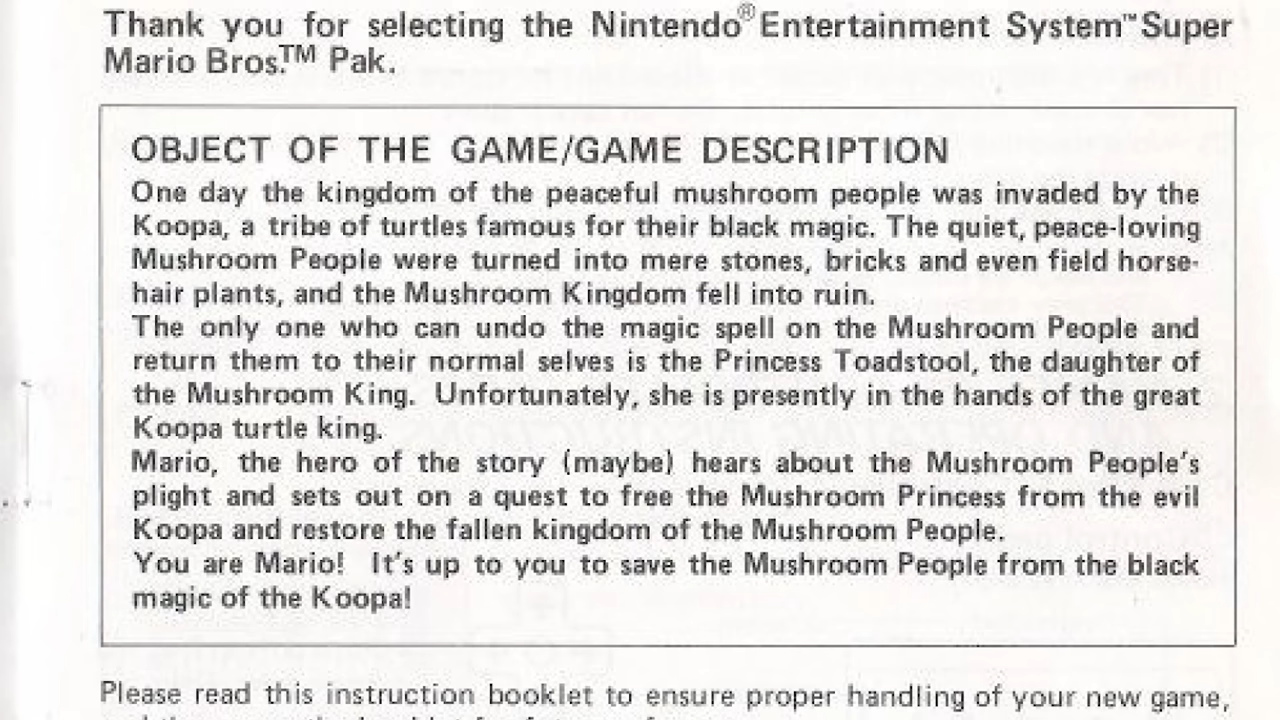 Thank you for selecting the Nintendo® Entertainment System™ Super
Mario Bros.™ Pak.
OBJECT OF THE GAME/GAME DESCRIPTION
One day the kingdom of the peaceful mushroom people was invaded by the
Koopa, a tribe of turtles famous for their black magic. The quiet, peace-loving
Mushroom People were turned into mere stones, bricks and even field horse-
hair plants, and the Mushroom Kingdom fell into ruin.
The only one who can undo the magic spell on the Mushroom People and
return them to their normal selves is the Princess Toadstool, the daughter of
the Mushroom King. Unfortunately, she is presently in the hands of the great
Koopa turtle king.
Mario, the hero of the story (maybe) hears about the Mushroom People's
plight and sets out on a quest to free the Mushroom Princess from the evil
Koopa and restore the fallen kingdom of the Mushroom People.
You are Mario! It's up to you to save the Mushroom People from the black
magic of the Koopa!
Please read this instruction booklet to ensure proper handling of your new game,